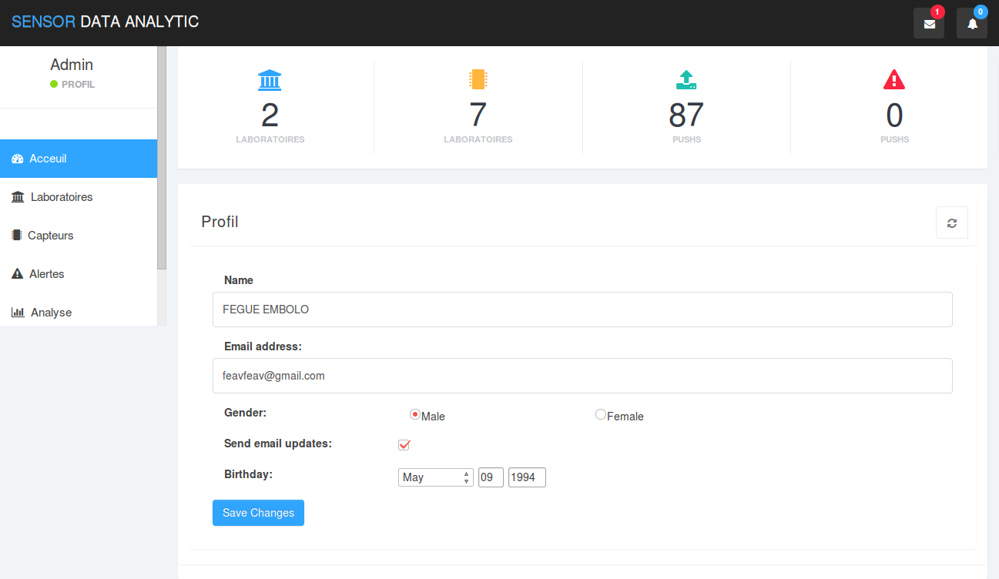 SENSOR DATA ANALYTIC
1
0
Admin
PROFIL
Acceuil
Laboratoires
Capteurs
Alertes
Analyse
2
LABORATOIRES
7
LABORATOIRES
87
PUSHS
0
PUSHS
Profil
Name
FEGUE EMBOLO
Email address:
feavfeav@gmail.com
Gender: Male Female
Send email updates:
Birthday: May 09 1994
Save Changes